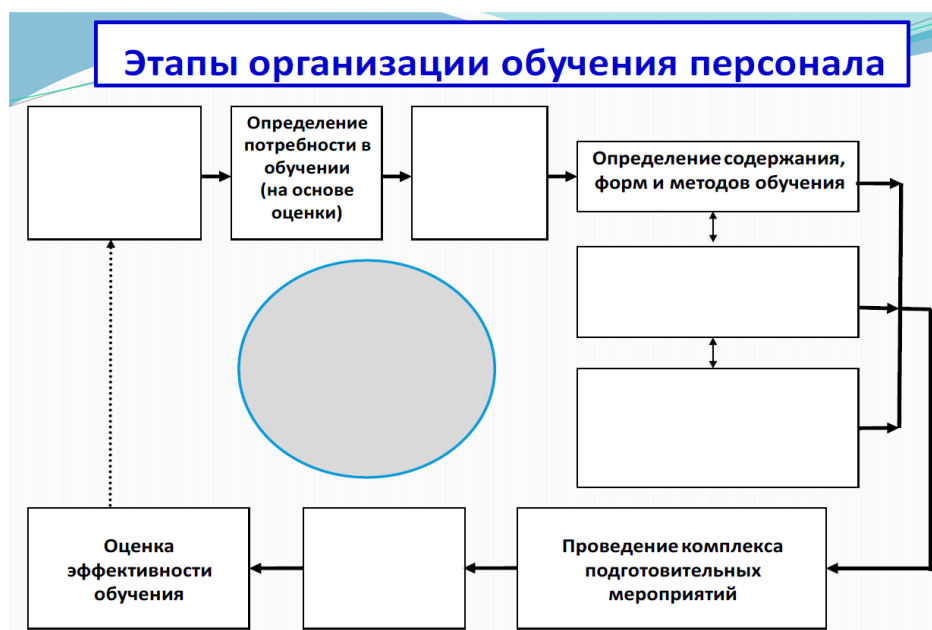 Этапы организации обучения персонала
Определение
потребности в
обучении
(на основе
оценки)
Определение содержания,
форм и методов обучения
Оценка
эффективности
обучения
Проведение комплекса
подготовительных
мероприятий